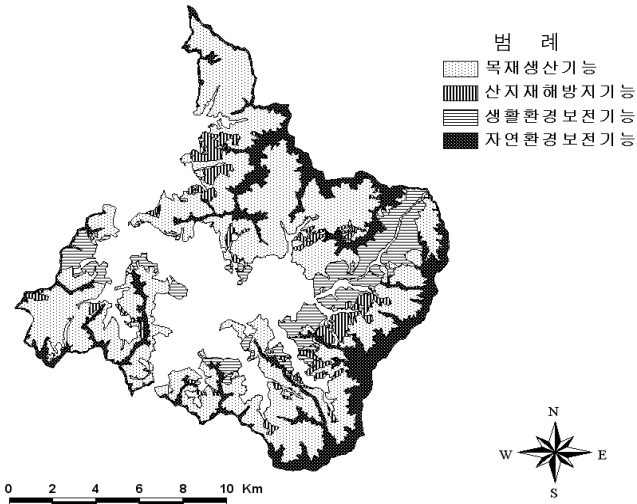 범 례
목재생산기능
산지재해방지기능
생활환경보전기능
자연환경보전기능
N
W E
S
0 2 4 6 8 10 Km